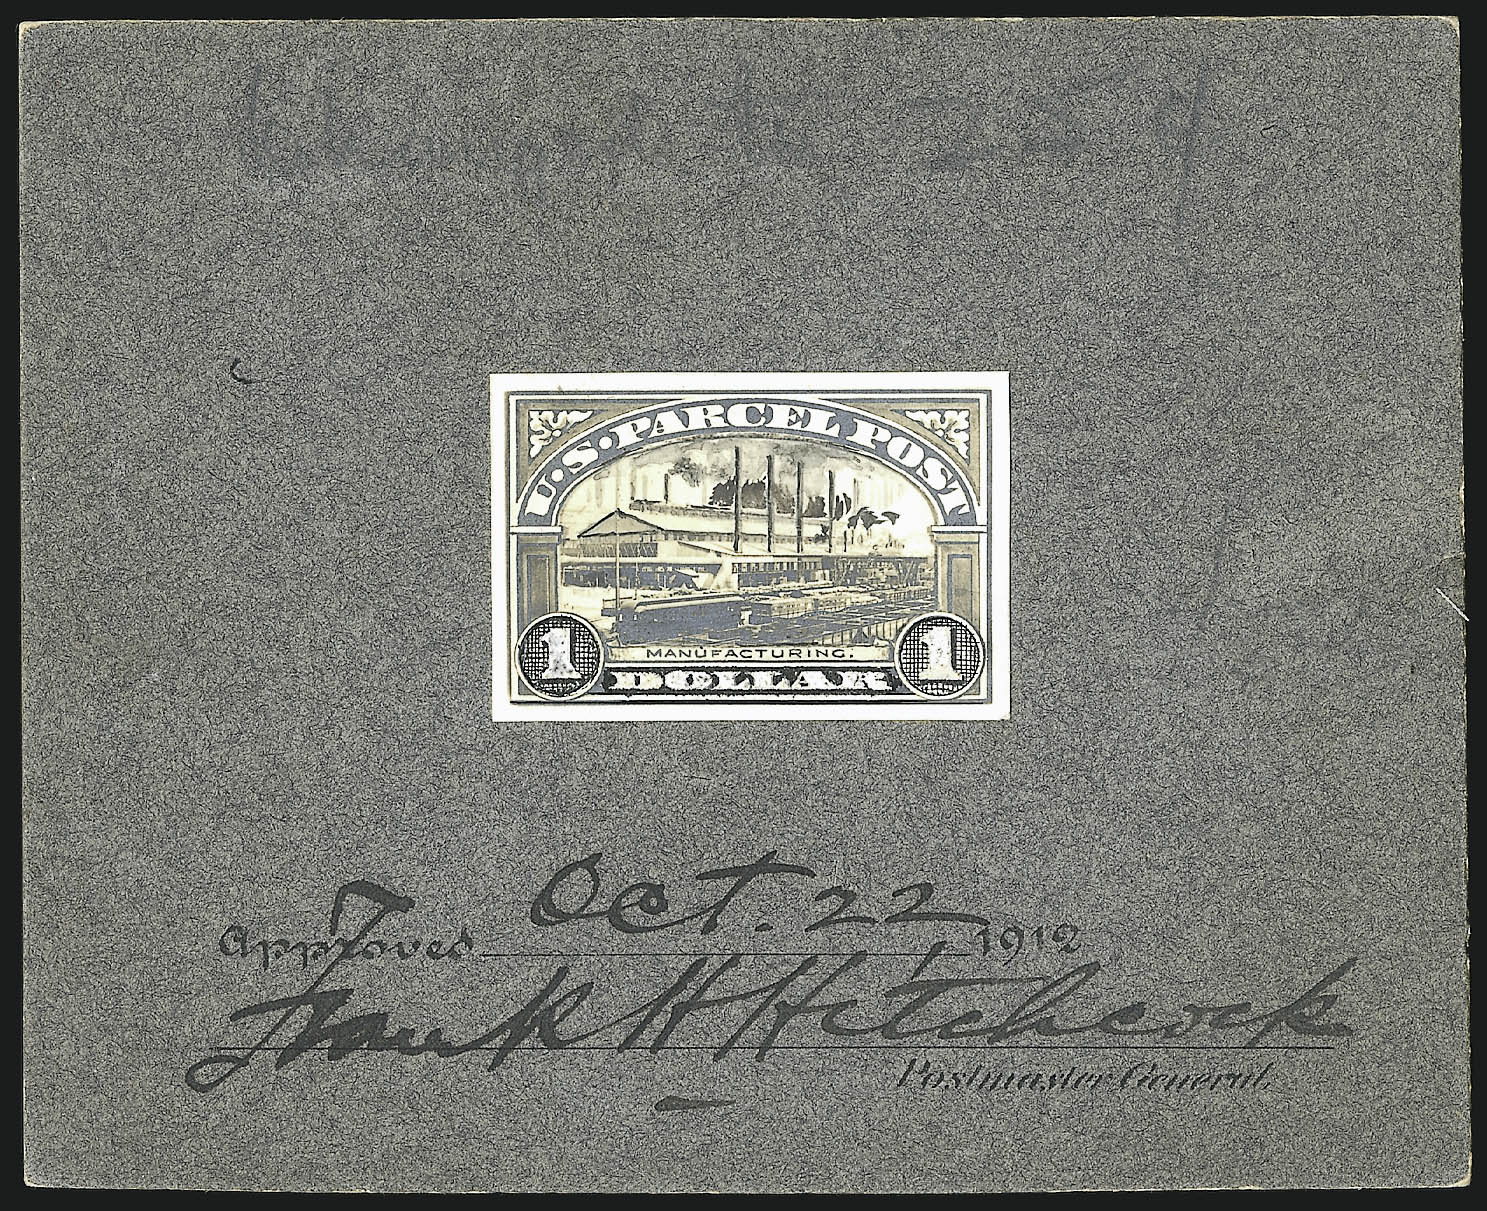 U·S·PARCEL POST
1 1
MANUFACTURING.
DOLLAR
Approved Oct. 22 1912
Frank H Hitchcock
Postmaster General.